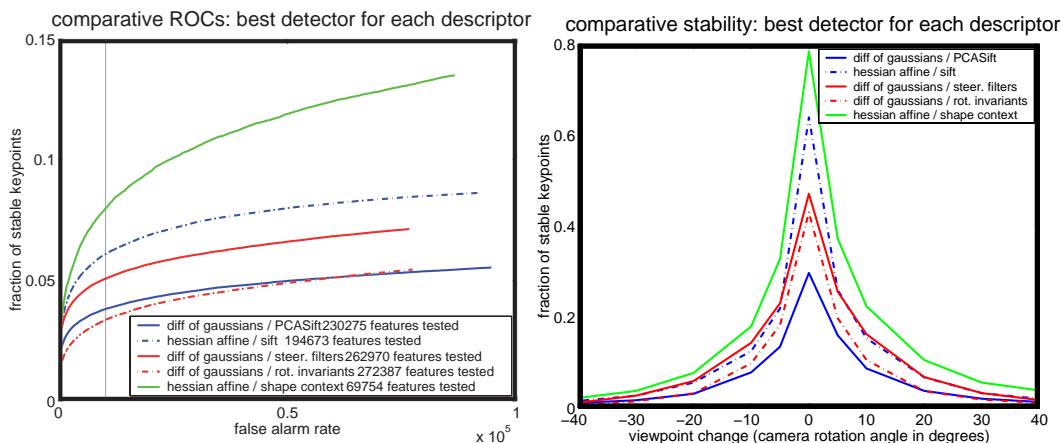 comparative ROCs: best detector for each descriptor
0.15
0.1
0.05
0
fraction of stable keypoints
diff of gaussians / PCASift230275 features tested
hessian affine / sift 194673 features tested
diff of gaussians / steer. filters262970 features tested
diff of gaussians / rot. invariants 272387 features tested
hessian affine / shape context 69754 features tested
0 0.5 1
false alarm rate
x 10^5
comparative stability: best detector for each descriptor
0.8
0.6
0.4
0.2
0
fraction of stable keypoints
diff of gaussians / PCASift
hessian affine / sift
diff of gaussians / steer. filters
diff of gaussians / rot. invariants
hessian affine / shape context
−40 −30 −20 −10 0 10 20 30 40
viewpoint change (camera rotation angle in degrees)